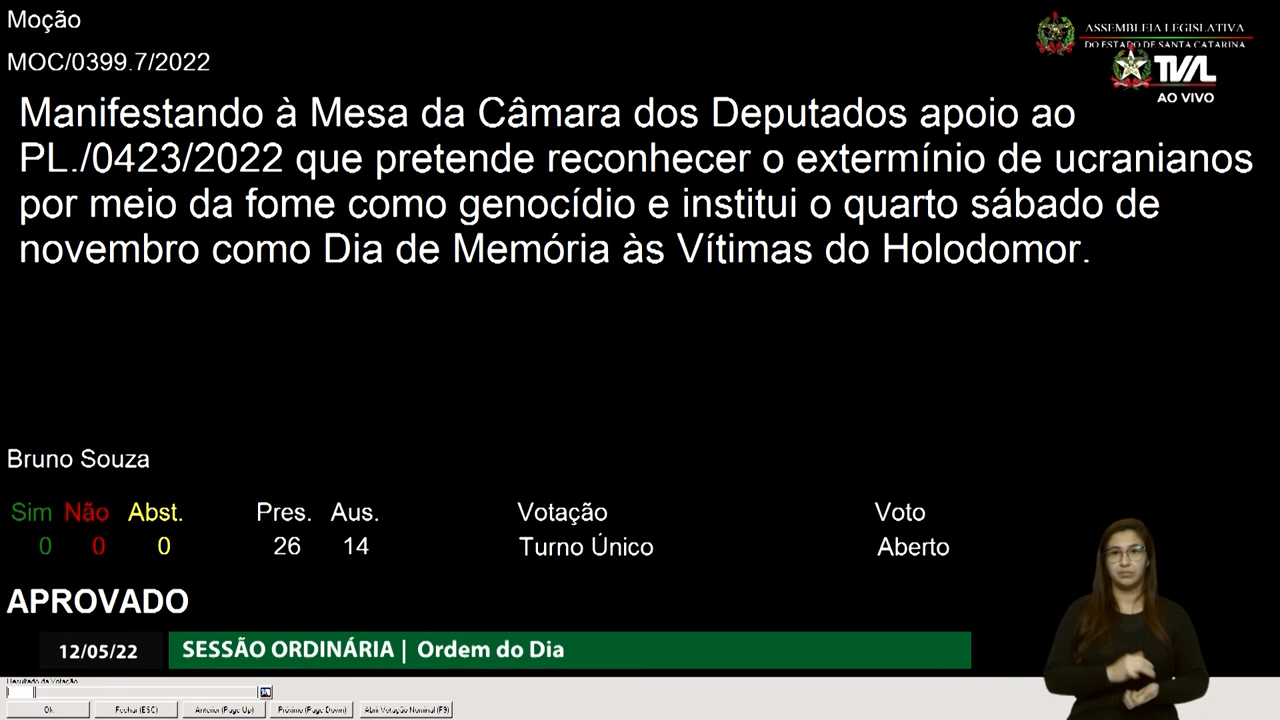 Moção
MOC/0399.7/2022
ASSEMBLEIA LEGISLATIVA
DO ESTADO DE SANTA CATARINA
TVAL
AO VIVO
Manifestando à Mesa da Câmara dos Deputados apoio ao
PL./0423/2022 que pretende reconhecer o extermínio de ucranianos
por meio da fome como genocídio e institui o quarto sábado de
novembro como Dia de Memória às Vítimas do Holodomor.
Bruno Souza
Sim Não Abst. Pres. Aus. Votação Voto
0 0 0 26 14 Turno Único Aberto
APROVADO
12/05/22 SESSÃO ORDINÁRIA | Ordem do Dia
Resultado da Votação
Ok Fechar (ESC) Anterior (Page Up) Próximo (Page Down) Abrir Votação Nominal (F9)